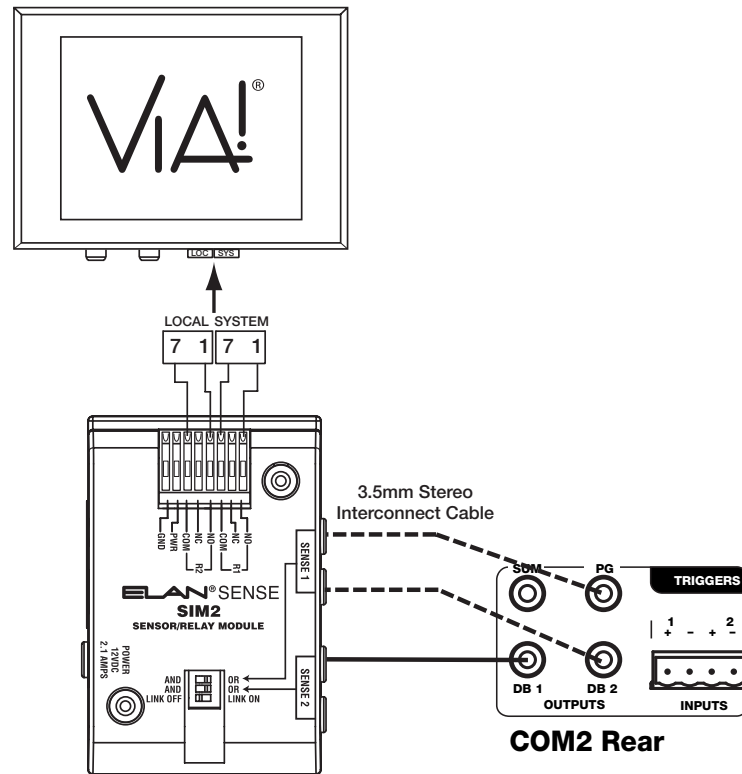 VIA!®
LOC SYS
LOCAL SYSTEM
7 1 7 1
GND
PWR
COM
NC
NO
COM
NC
NO
R2
R1
3.5mm Stereo
Interconnect Cable
SENSE 1
ELAN® SENSE
SIM2
SENSOR/RELAY MODULE
POWER
12VDC
2.1 AMPS
AND OR
AND OR
LINK OFF LINK ON
SENSE 2
SUM PG
TRIGGERS
1 2
+ - + -
DB 1 DB 2
OUTPUTS INPUTS
COM2 Rear